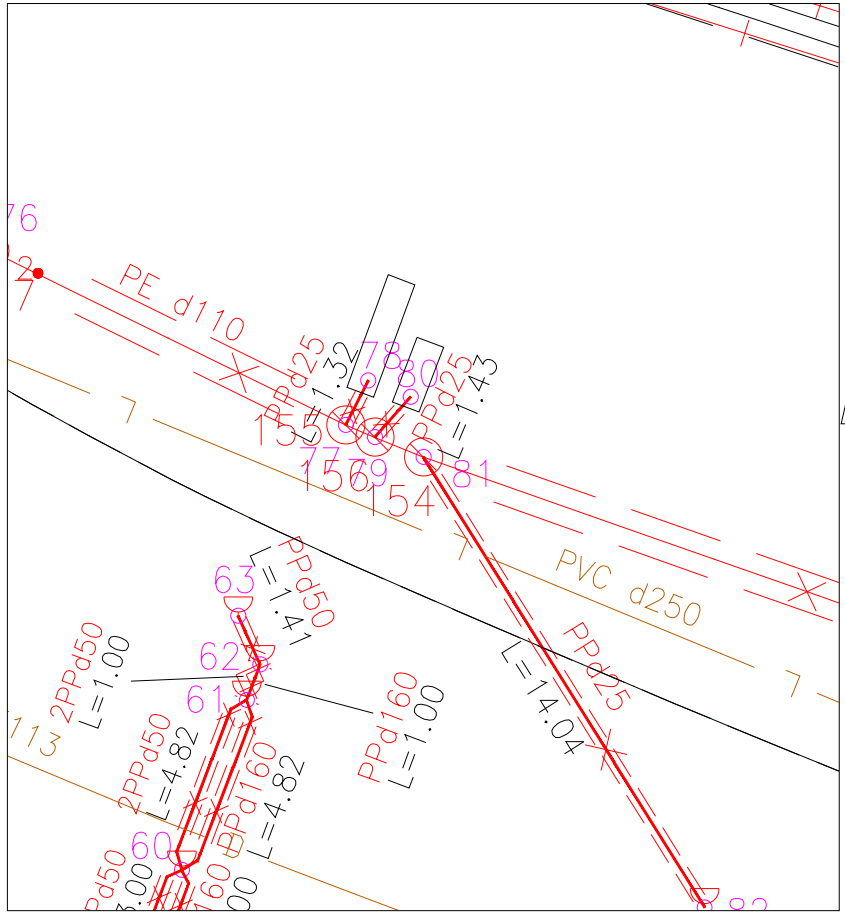 76
PE d110
PPd25
L=1.32
78
80
PPd25
L=1.43
155
77
79
156
154
81
PVC d250
PPd50
L=1.41
63
62
61
2PPd50
L=1.00
PPd160
L=1.00
PPd25
L=14.04
113
2PPd50
L=4.82
PPd160
L=4.82
60